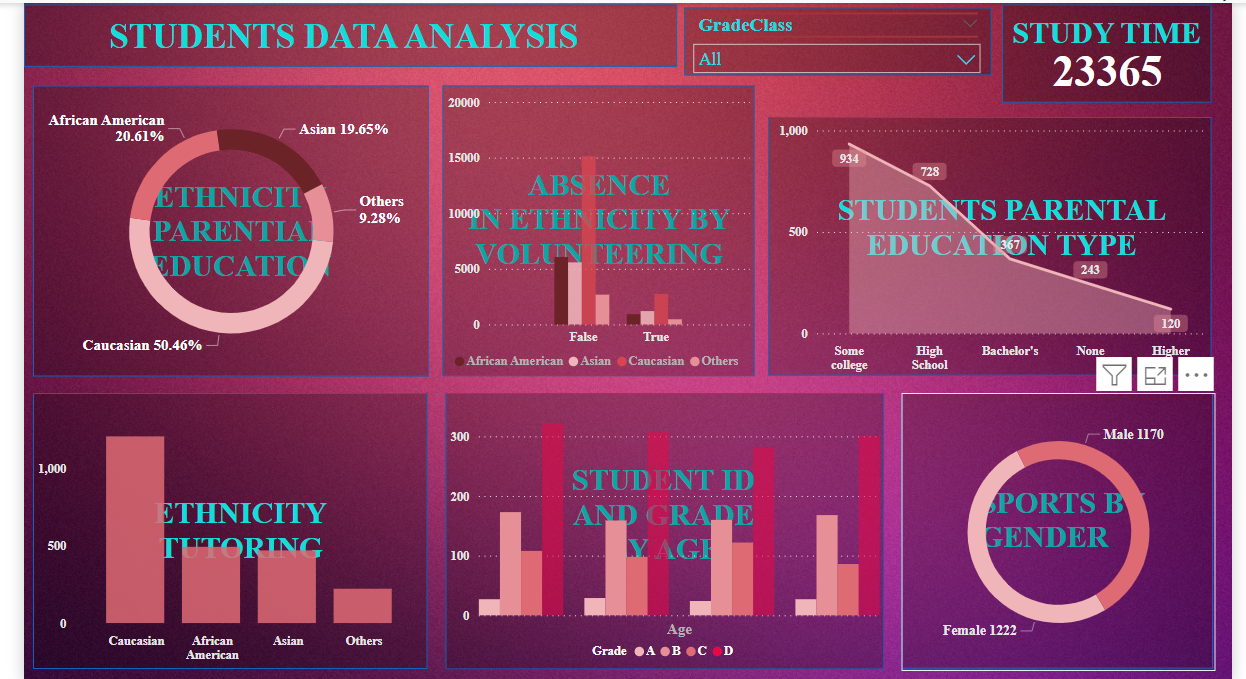 STUDENTS DATA ANALYSIS
GradeClass
All
STUDY TIME
23365
African American
20.61%
Asian 19.65%
Others
9.28%
Caucasian 50.46%
ETHNICIT
PARENTIA
EDUCATION
20000
15000
10000
5000
0
ABSENCE
IN ETHNICITY BY
VOLUNTEERING
False
True
African American
Asian
Caucasian
Others
1,000
500
0
STUDENTS PARENTAL
EDUCATION TYPE
934
728
367
243
120
Some
college
High
School
Bachelor's
None
Higher
1,000
500
0
ETHNICITY
TUTORING
Caucasian
African
American
Asian
Others
300
200
100
0
STUDENT ID
AND GRADE
Y AGE
Age
Grade A B C D
Male 1170
SPORTS BY
GENDER
Female 1222